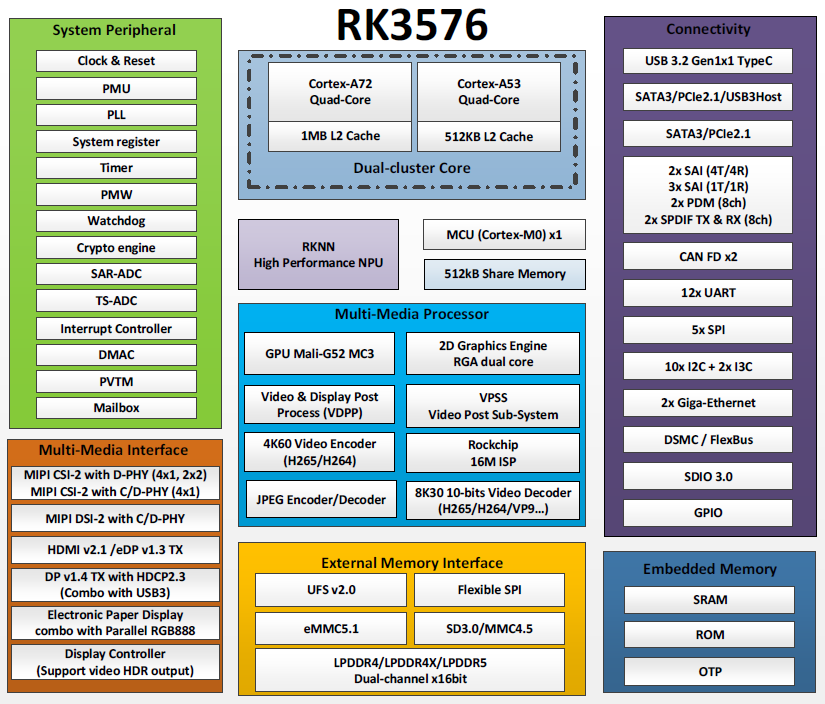 RK3576
System Peripheral
Clock & Reset
PMU
PLL
System register
Timer
PMW
Watchdog
Crypto engine
SAR-ADC
TS-ADC
Interrupt Controller
DMAC
PVTM
Mailbox
Multi-Media Interface
MIPI CSI-2 with D-PHY (4x1, 2x2)
MIPI CSI-2 with C/D-PHY (4x1)
MIPI DSI-2 with C/D-PHY
HDMI v2.1 /eDP v1.3 TX
DP v1.4 TX with HDCP2.3
(Combo with USB3)
Electronic Paper Display
combo with Parallel RGB888
Display Controller
(Support video HDR output)
Cortex-A72
Quad-Core
1MB L2 Cache
Cortex-A53
Quad-Core
512KB L2 Cache
Dual-cluster Core
RKNN
High Performance NPU
MCU (Cortex-M0) x1
512kB Share Memory
Multi-Media Processor
GPU Mali-G52 MC3
2D Graphics Engine
RGA dual core
Video & Display Post
Process (VDPP)
VPSS
Video Post Sub-System
4K60 Video Encoder
(H265/H264)
Rockchip
16M ISP
JPEG Encoder/Decoder
8K30 10-bits Video Decoder
(H265/H264/VP9...)
External Memory Interface
UFS v2.0
Flexible SPI
eMMC5.1
SD3.0/MMC4.5
LPDDR4/LPDDR4X/LPDDR5
Dual-channel x16bit
Connectivity
USB 3.2 Gen1x1 TypeC
SATA3/PCIe2.1/USB3Host
SATA3/PCIe2.1
2x SAI (4T/4R)
3x SAI (1T/1R)
2x PDM (8ch)
2x SPDIF TX & RX (8ch)
CAN FD x2
12x UART
5x SPI
10x I2C + 2x I3C
2x Giga-Ethernet
DSMC / FlexBus
SDIO 3.0
GPIO
Embedded Memory
SRAM
ROM
OTP